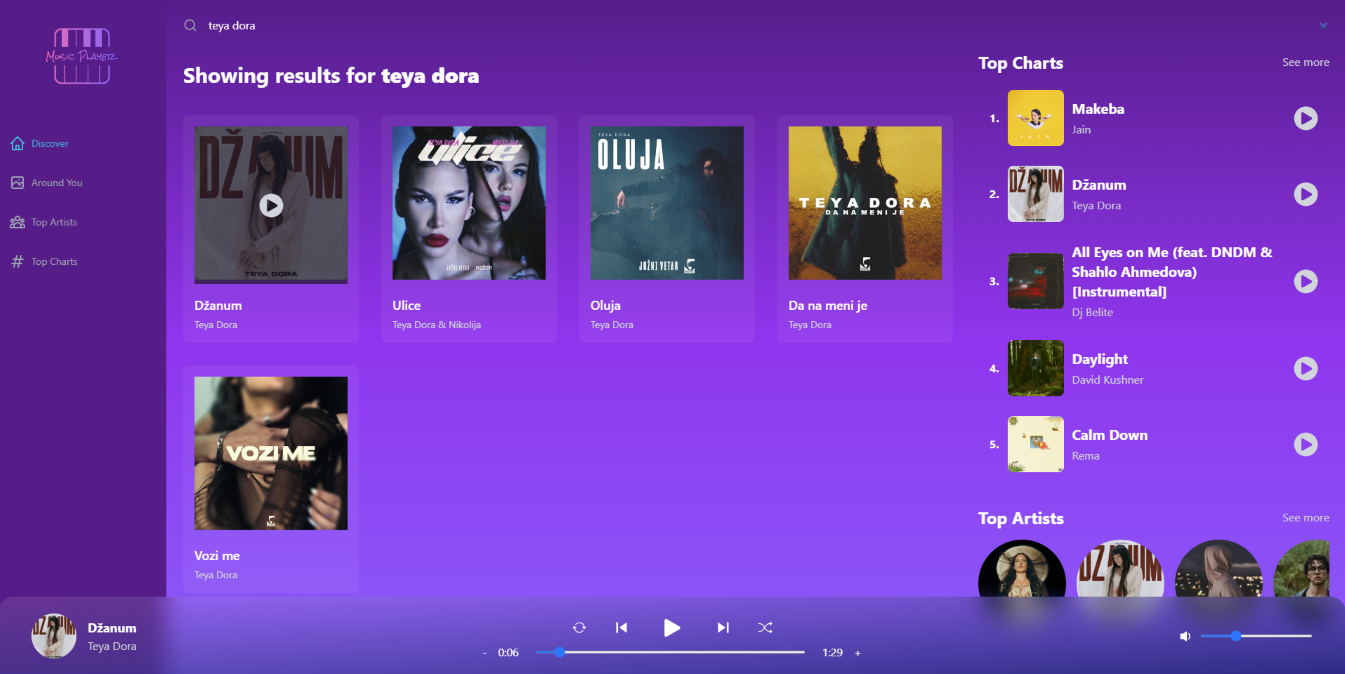 Music Player
Discover
Around You
Top Artists
Top Charts
teya dora
Showing results for teya dora
DŽANUM
TEYA DORA
Džanum
Teya Dora
TEYA DORA
ulice
Ulice
Teya Dora & Nikolija
TEYA DORA
OLUJA
JUŽNI VETAR
Oluja
Teya Dora
TEYA DORA
DA NA MENI JE
Da na meni je
Teya Dora
VOZI ME
Vozi me
Teya Dora
Top Charts
See more
1.
JAIN
Makeba
Jain
2.
DŽANUM
Džanum
Teya Dora
3.
All Eyes on Me (feat. DNDM &
Shahlo Ahmedova)
[Instrumental]
Dj Belite
4.
Daylight
David Kushner
5.
Calm Down
Rema
Top Artists
See more
Džanum
Teya Dora
- 0:06
1:29 +